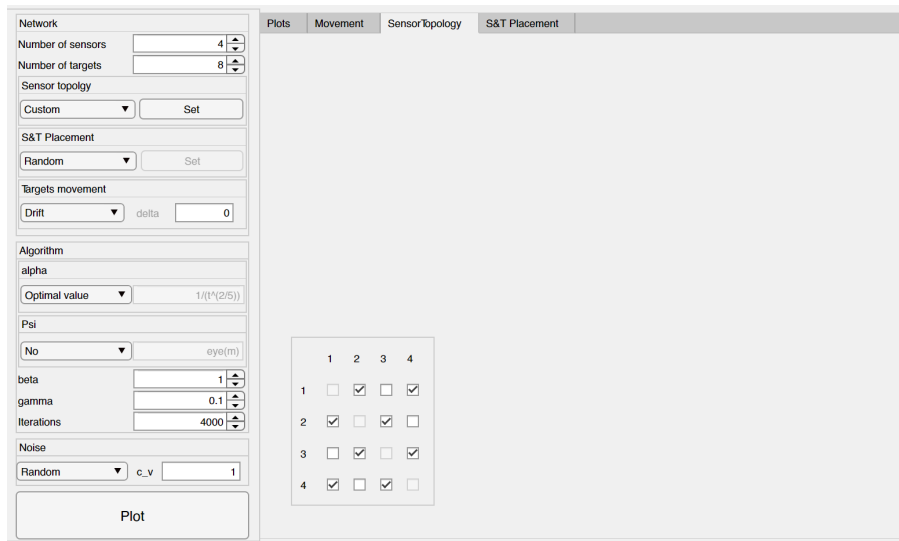 Network
Number of sensors 4
Number of targets 8
Sensor topolgy
Custom Set
S&T Placement
Random Set
Targets movement
Drift delta 0
Algorithm
alpha
Optimal value 1/(t^(2/5))
Psi
No eye(m)
beta 1
gamma 0.1
Iterations 4000
Noise
Random c_v 1
Plot
Plots Movement SensorTopology S&T Placement
1 2 3 4
1
2
3
4